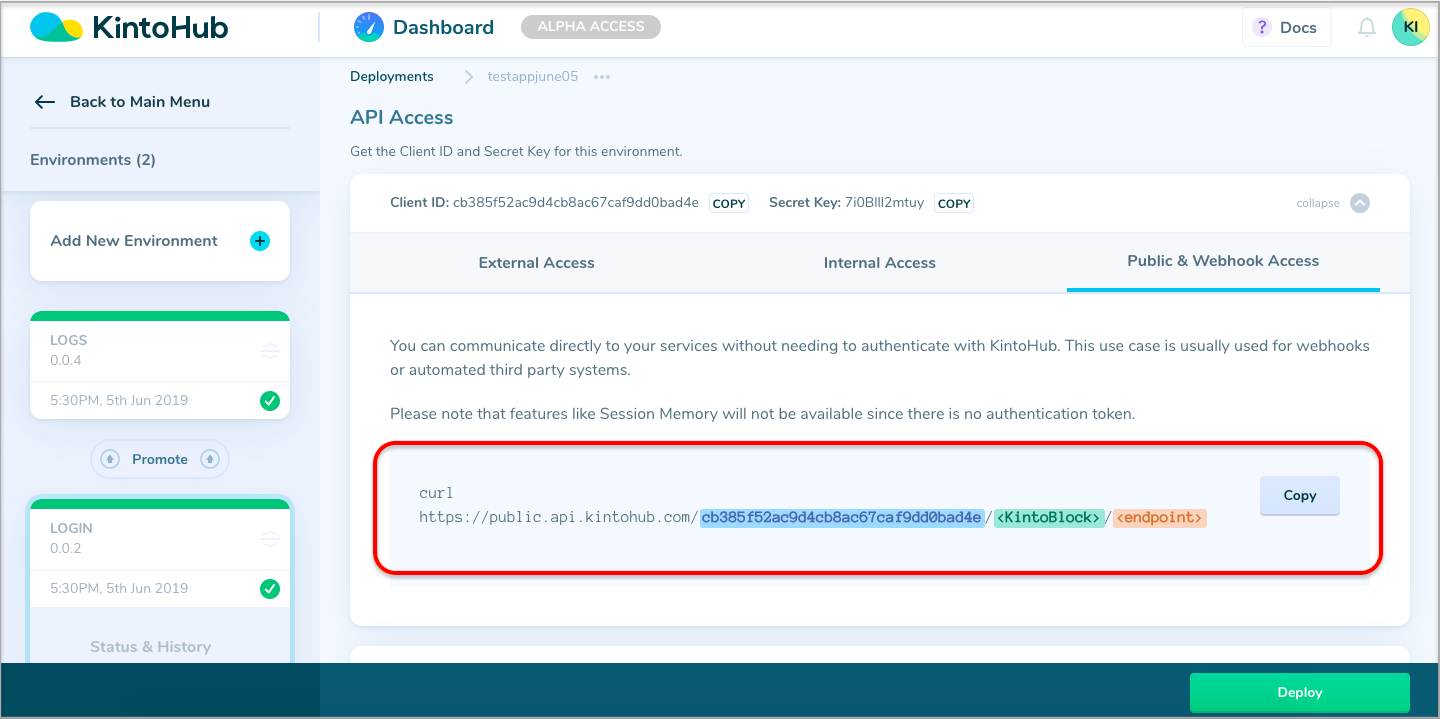 KintoHub
Dashboard
ALPHA ACCESS
? Docs
KI
Back to Main Menu
Environments (2)
Add New Environment
LOGS
0.0.4
5:30PM, 5th Jun 2019
Promote
LOGIN
0.0.2
5:30PM, 5th Jun 2019
Status & History
Deployments > testappjune05 •••
API Access
Get the Client ID and Secret Key for this environment.
Client ID: cb385f52ac9d4cb8ac67caf9dd0bad4e COPY Secret Key: COPY collapse
External Access Internal Access Public & Webhook Access
You can communicate directly to your services without needing to authenticate with KintoHub. This use case is usually used for webhooks
or automated third party systems.
Please note that features like Session Memory will not be available since there is no authentication token.
curl
https://public.api.kintohub.com/cb385f52ac9d4cb8ac67caf9dd0bad4e/<KintoBlock>/<endpoint>
Copy
Deploy